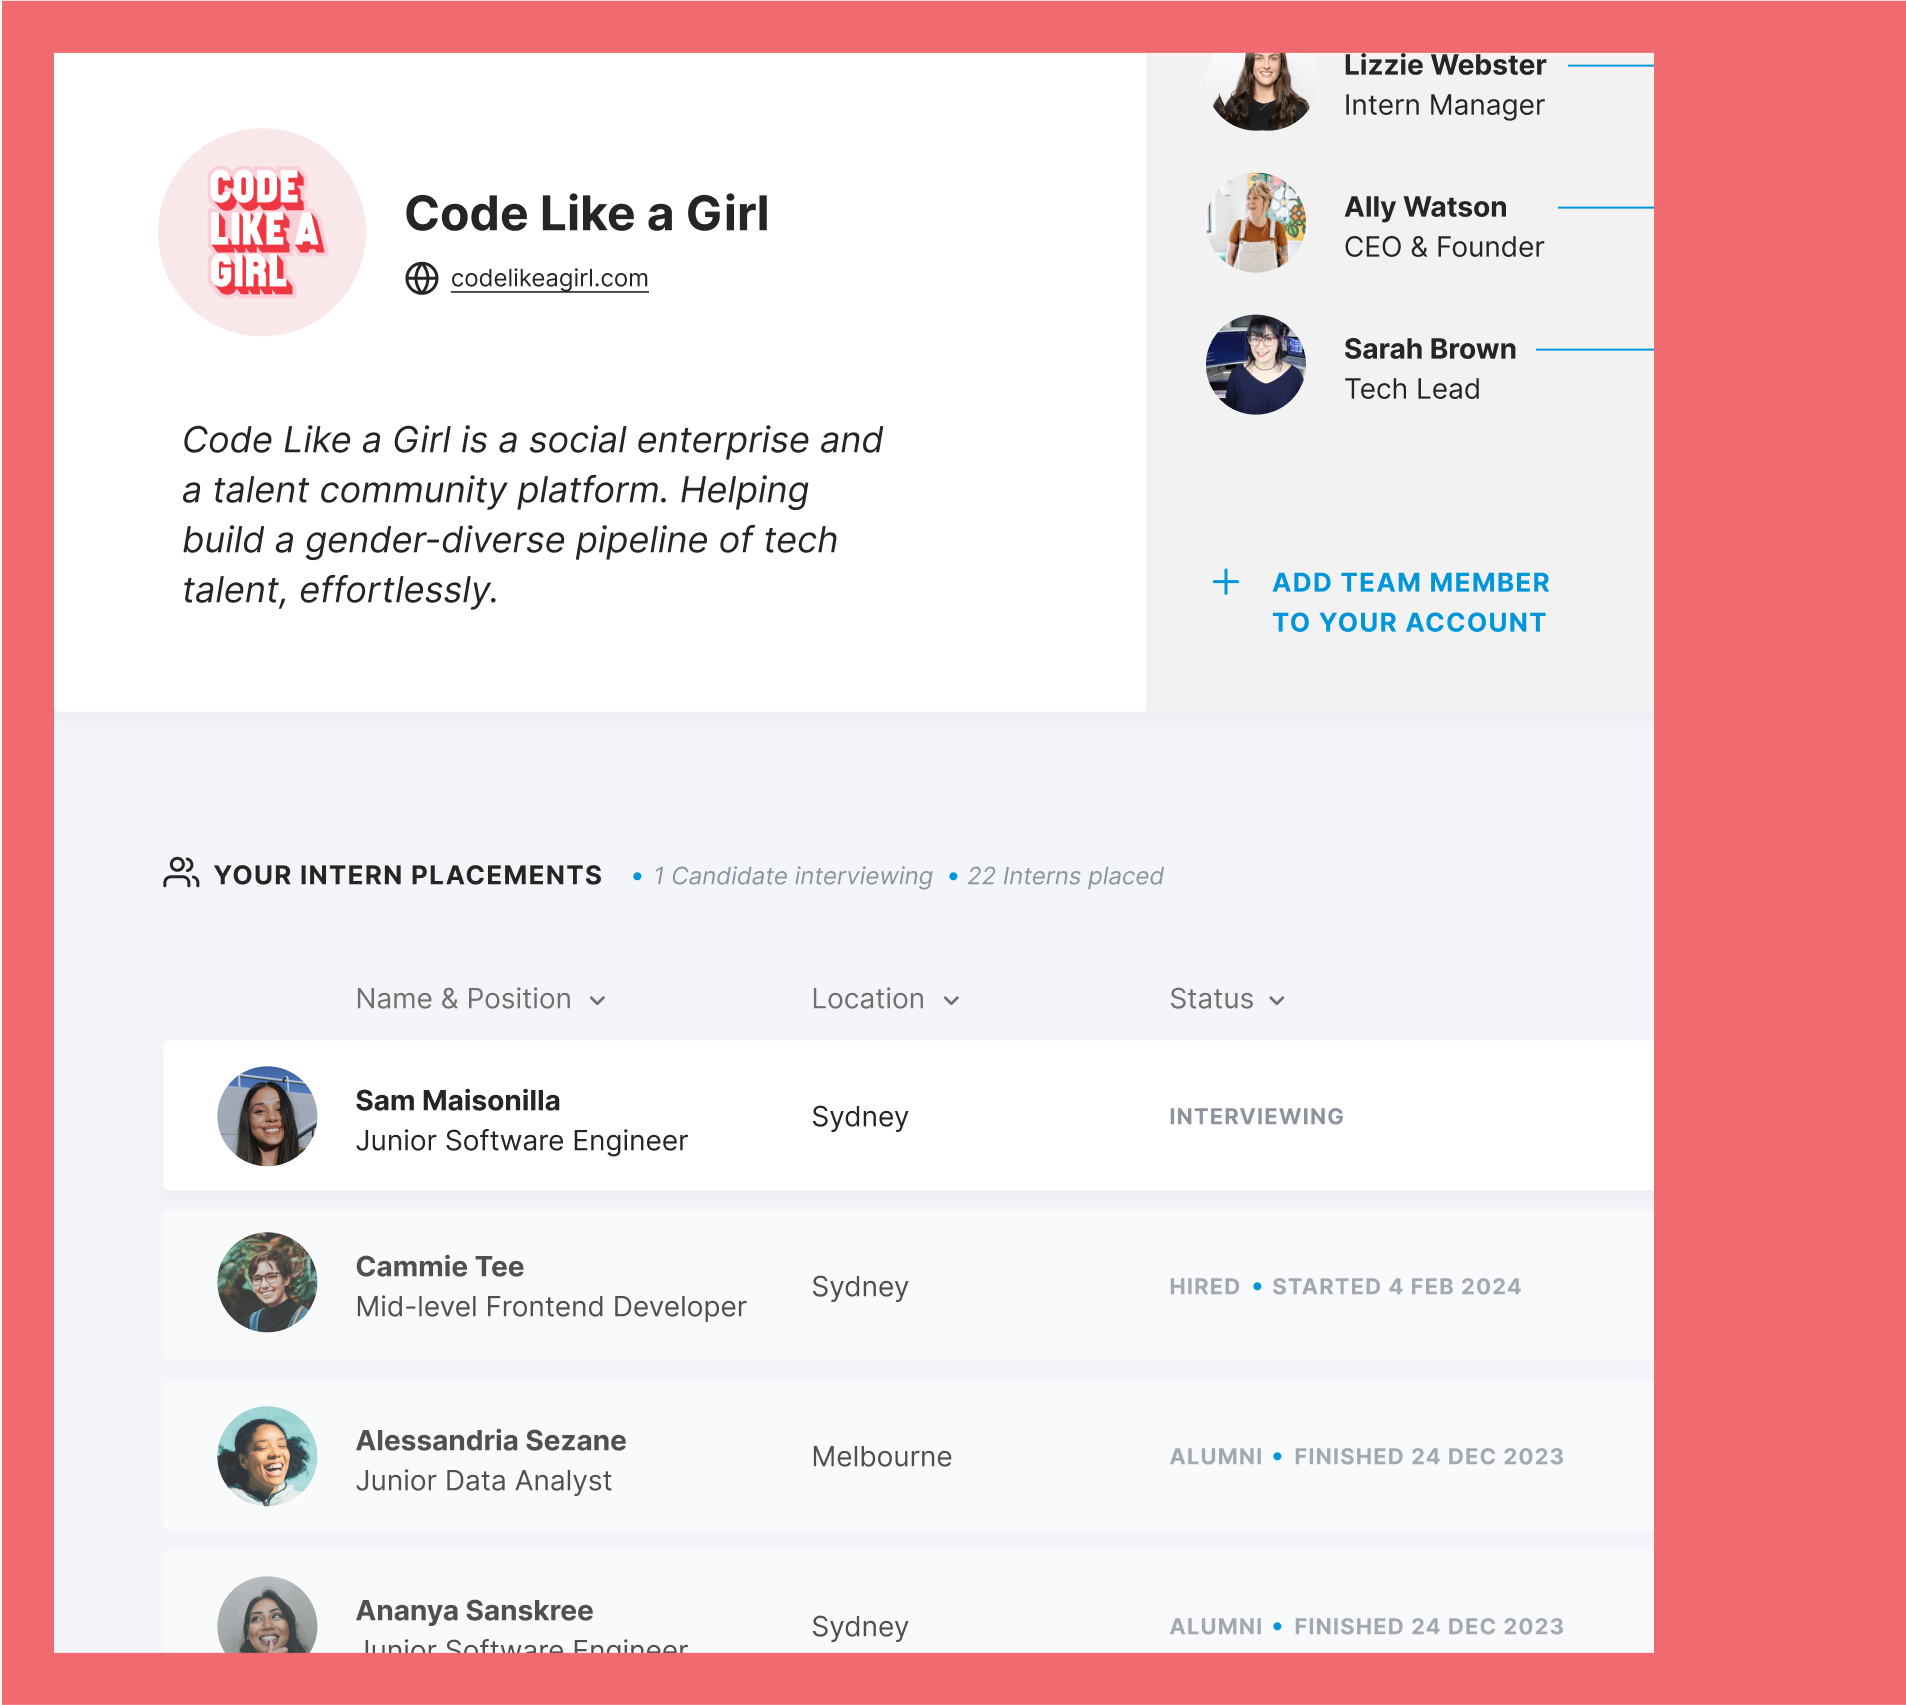 Lizzie Webster
Intern Manager
CODE
LIKE A
GIRL
Code Like a Girl
codelikeagirl.com
Ally Watson
CEO & Founder
Sarah Brown
Tech Lead
Code Like a Girl is a social enterprise and
a talent community platform. Helping
build a gender-diverse pipeline of tech
talent, effortlessly.
ADD TEAM MEMBER
TO YOUR ACCOUNT
YOUR INTERN PLACEMENTS • 1 Candidate interviewing • 22 Interns placed
Name & Position Location Status
Sam Maisonilla
Junior Software Engineer
Sydney
INTERVIEWING
Cammie Tee
Mid-level Frontend Developer
Sydney
HIRED • STARTED 4 FEB 2024
Alessandria Sezane
Junior Data Analyst
Melbourne
ALUMNI • FINISHED 24 DEC 2023
Ananya Sanskree
Junior Software Engineer
Sydney
ALUMNI • FINISHED 24 DEC 2023